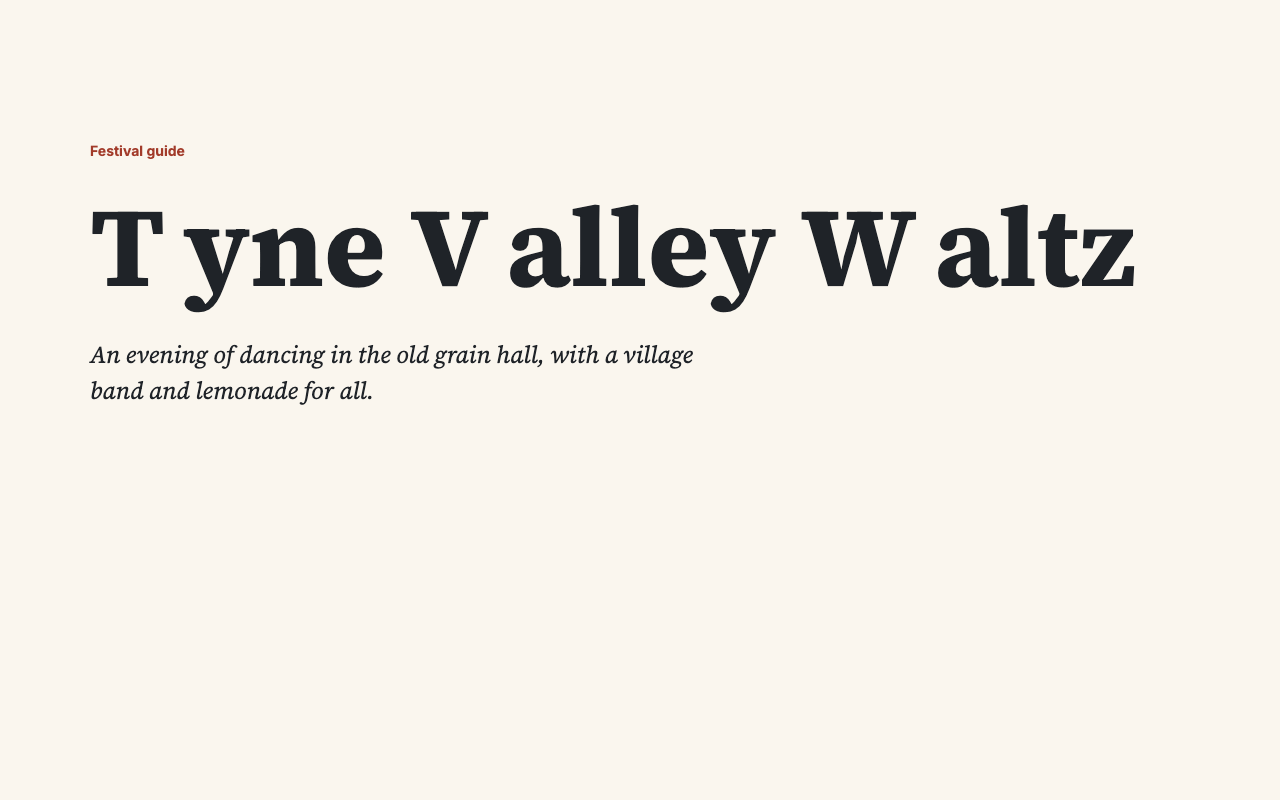 Festival guide
Tyne Valley Waltz
An evening of dancing in the old grain hall, with a village
band and lemonade for all.